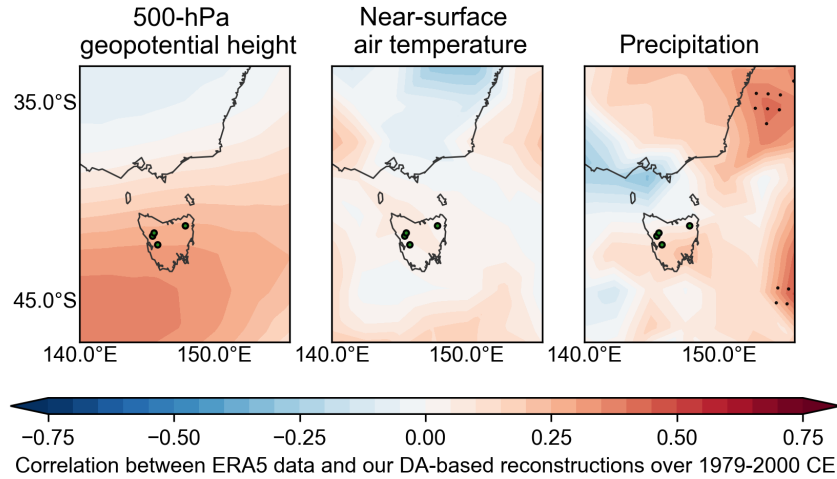 500-hPa
geopotential height
Near-surface
air temperature
Precipitation
35.0°S
45.0°S
140.0°E
150.0°E
140.0°E
150.0°E
140.0°E
150.0°E
−0.75
−0.50
−0.25
0.00
0.25
0.50
0.75
Correlation between ERA5 data and our DA-based reconstructions over 1979-2000 CE